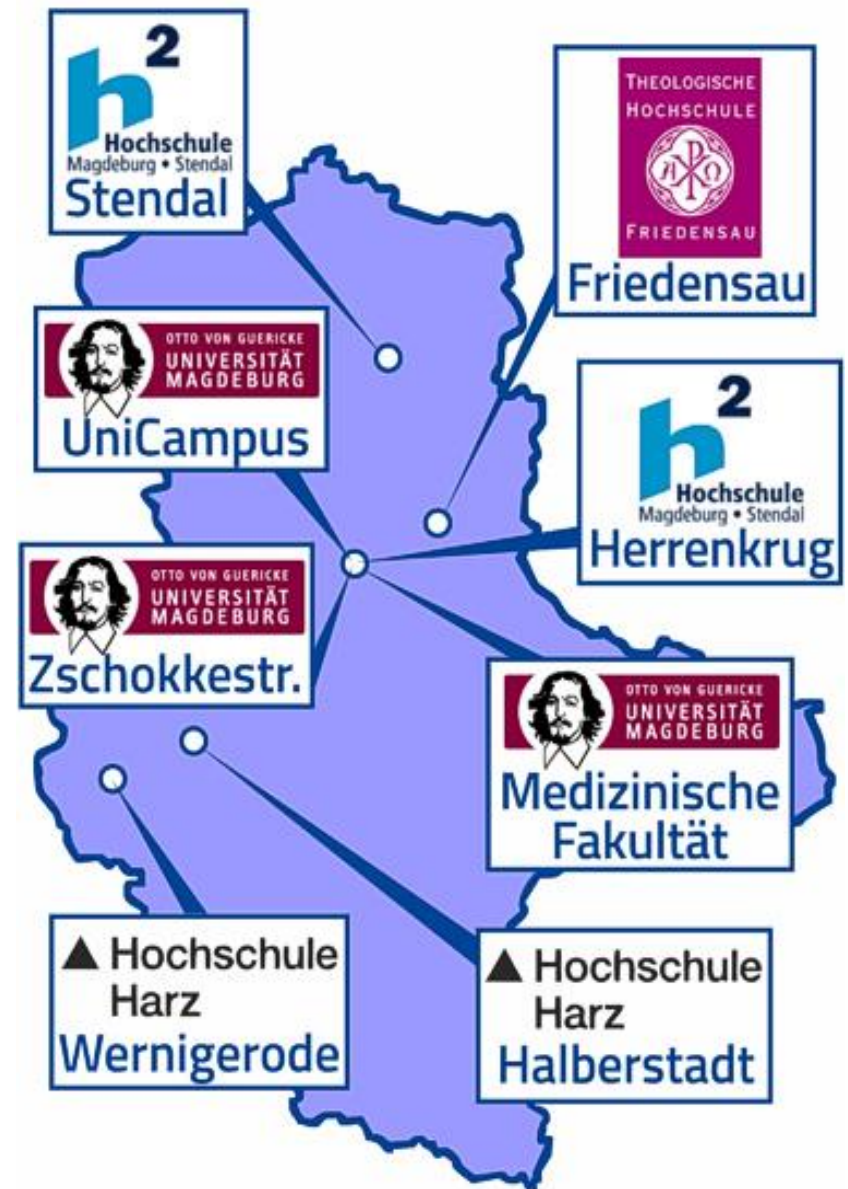 h²
Hochschule
Magdeburg • Stendal
Stendal
THEOLOGISCHE
HOCHSCHULE
Α Ω
FRIEDENSAU
Friedensau
OTTO VON GUERICKE
UNIVERSITÄT
MAGDEBURG
UniCampus
h²
Hochschule
Magdeburg • Stendal
Herrenkrug
OTTO VON GUERICKE
UNIVERSITÄT
MAGDEBURG
Zschokkestr.
OTTO VON GUERICKE
UNIVERSITÄT
MAGDEBURG
Medizinische
Fakultät
Hochschule
Harz
Wernigerode
Hochschule
Harz
Halberstadt